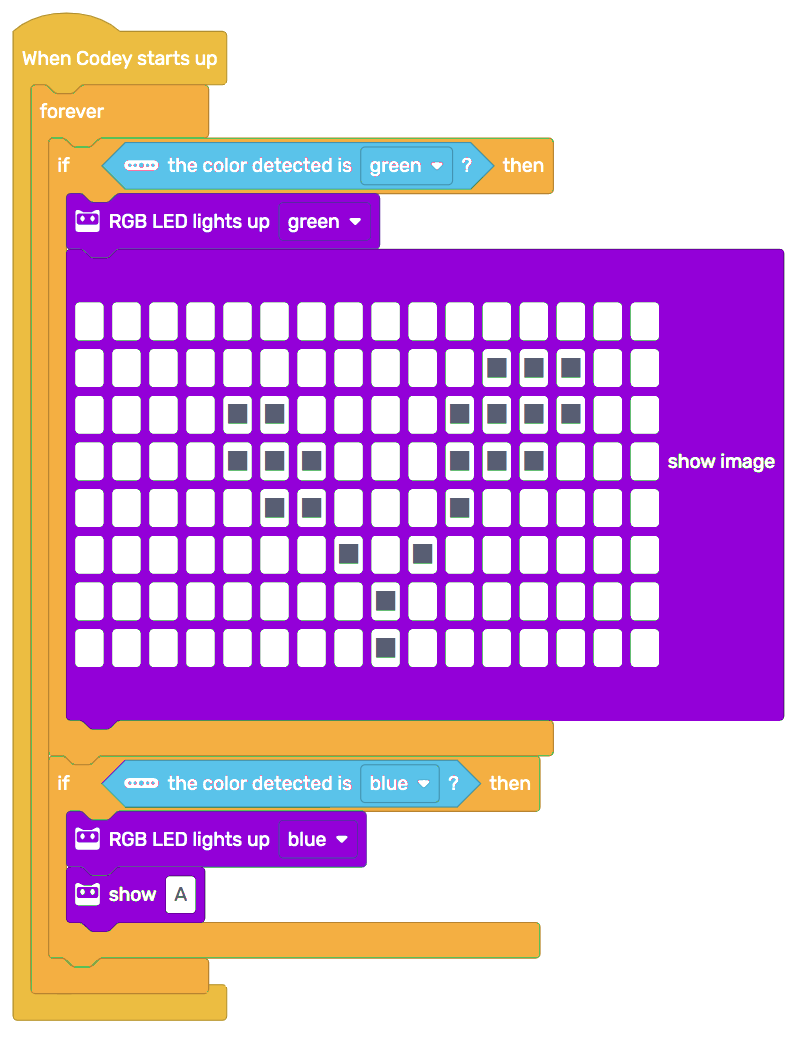 When Codey starts up
forever
if the color detected is green ? then
RGB LED lights up green
show image
if the color detected is blue ? then
RGB LED lights up blue
show A